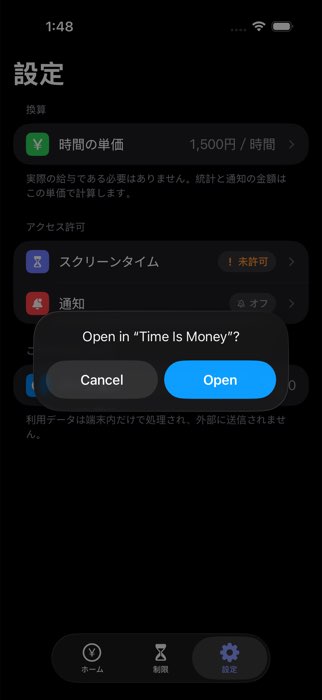 1:48
設定
換算
時間の単価
1,500円 / 時間
実際の給与である必要はありません。統計と通知の金額は
この単価で計算します。
アクセス許可
スクリーンタイム
! 未許可
通知
オフ
Open in “Time Is Money”?
Cancel
Open
利用データは端末内だけで処理され、外部に送信されませ
ん。
ホーム
制限
設定